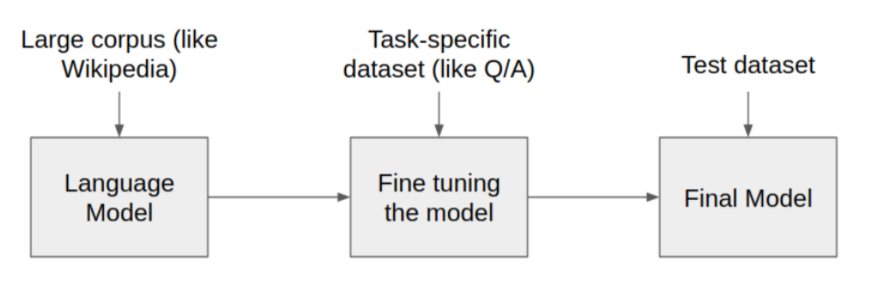 Large corpus (like
Wikipedia)
Task-specific
dataset (like Q/A)
Test dataset
Language
Model
Fine tuning
the model
Final Model